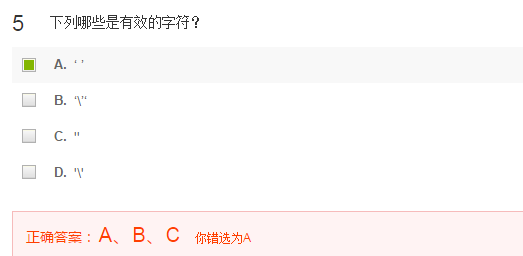 5 下列哪些是有效的字符？
A. ‘ ’
B. ‘\’‘
C. ''
D. '\'
正确答案：A、B、C 你错选为A